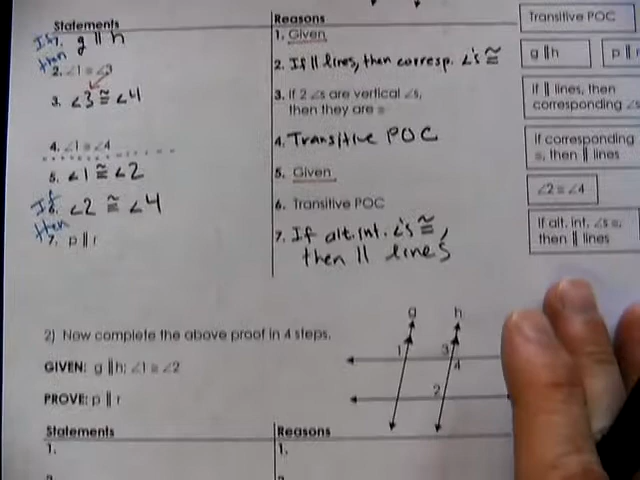 Statements
Reasons
If 1. g ∥ h
1. Given
then
2. ∠1 ≅ ∠3
2. If ∥ lines, then corresp. ∠'s ≅
3. ∠3 ≅ ∠4
3. If 2 ∠s are vertical ∠s,
then they are ≅
4. ∠1 ≅ ∠4
4. Transitive POC
5. ∠1 ≅ ∠2
5. Given
If 6. ∠2 ≅ ∠4
6. Transitive POC
then
7. p ∥ r
7. If alt. int. ∠'s ≅,
then ∥ lines
Transitive POC
g ∥ h
p ∥ r
If ∥ lines, then
corresponding ∠s
If corresponding
≅, then ∥ lines
∠2 ≅ ∠4
If alt. int. ∠s ≅,
then ∥ lines
2) Now complete the above proof in 4 steps.
GIVEN: g ∥ h; ∠1 ≅ ∠2
PROVE: p ∥ r
g
h
1
3
4
2
Statements
Reasons
1.
1.